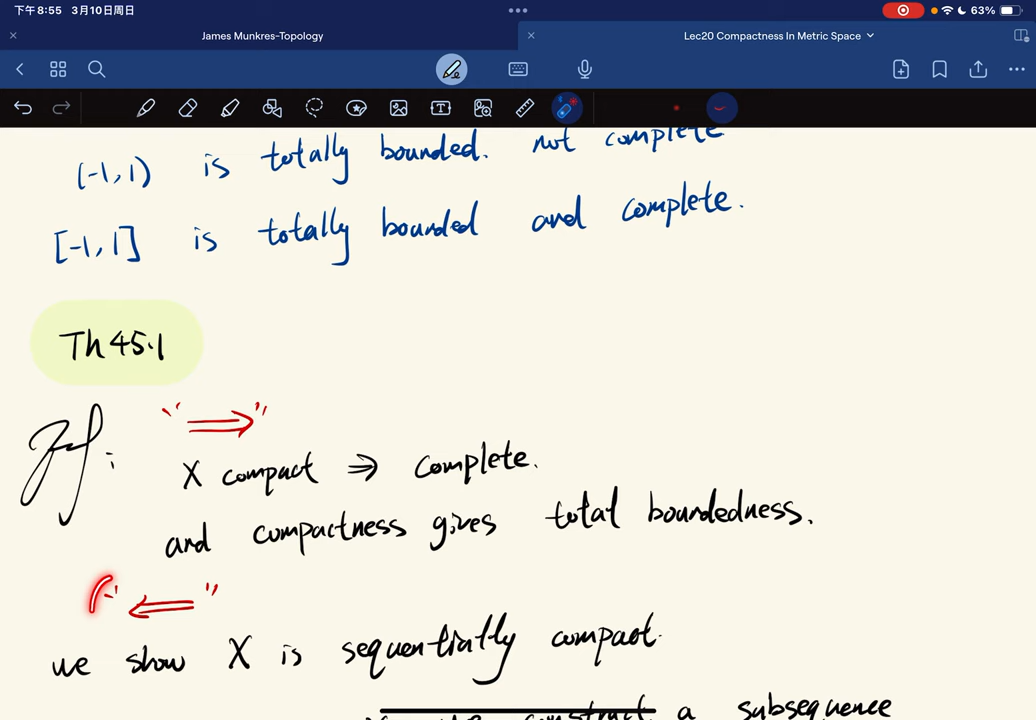 下午8:55 3月10日周日
63%
James Munkres-Topology
Lec20 Compactness In Metric Space
(-1, 1) is totally bounded. not complete
[-1, 1] is totally bounded and complete.
Th 45.1
"⇒"
Proof: X compact ⇒ complete.
and compactness gives total boundedness.
"⇐"
we show X is sequentially compact.
construct a subsequence